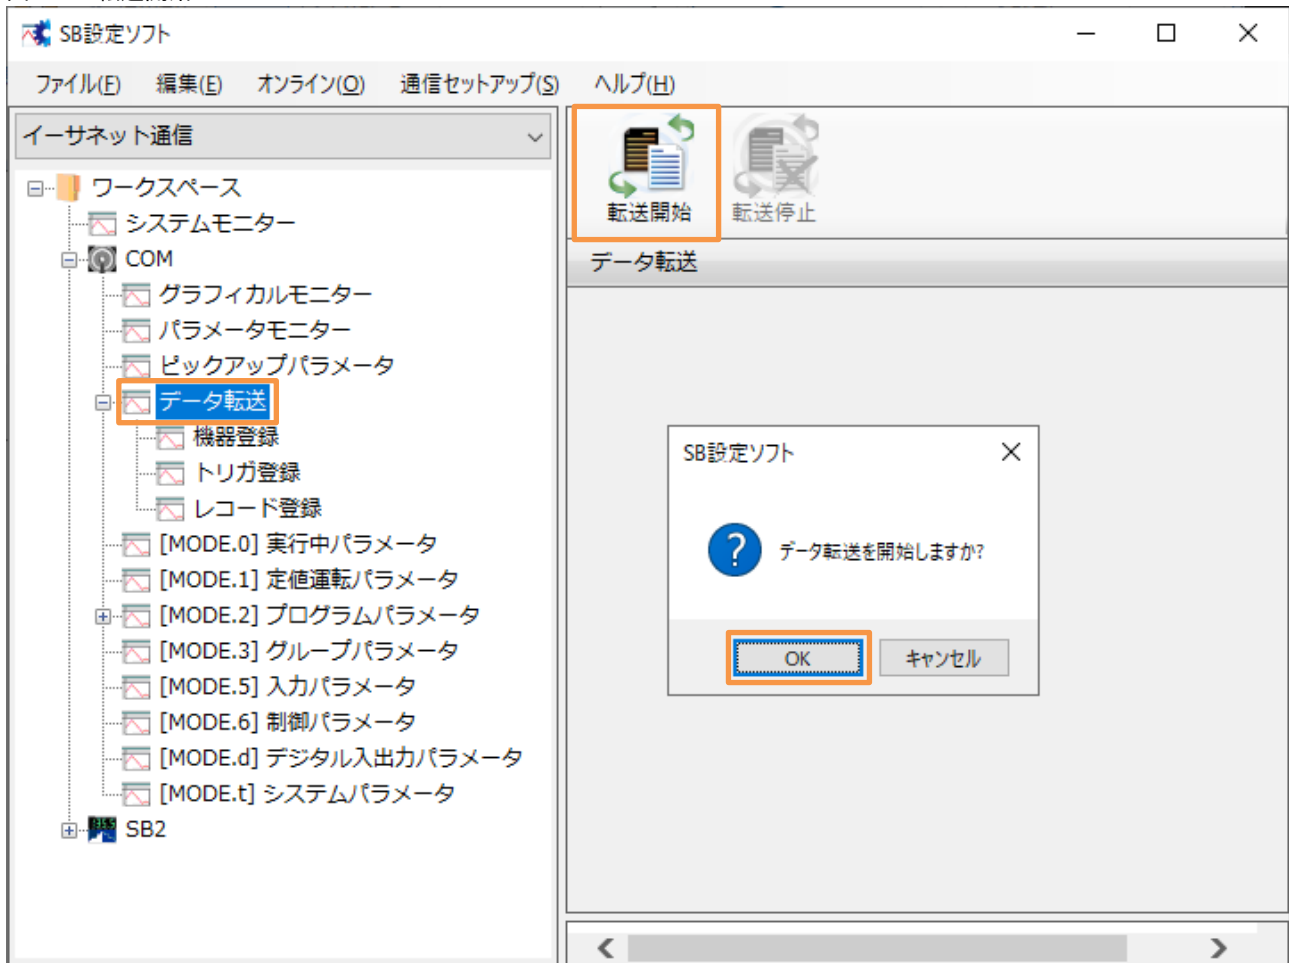 SB設定ソフト
ファイル(F) 編集(E) オンライン(O) 通信セットアップ(S) ヘルプ(H)
イーサネット通信
ワークスペース
システムモニター
COM
グラフィカルモニター
パラメータモニター
ピックアップパラメータ
データ転送
機器登録
トリガ登録
レコード登録
[MODE.0] 実行中パラメータ
[MODE.1] 定値運転パラメータ
[MODE.2] プログラムパラメータ
[MODE.3] グループパラメータ
[MODE.5] 入力パラメータ
[MODE.6] 制御パラメータ
[MODE.d] デジタル入出力パラメータ
[MODE.t] システムパラメータ
SB2
転送開始 転送停止
データ転送
SB設定ソフト
データ転送を開始しますか?
OK キャンセル